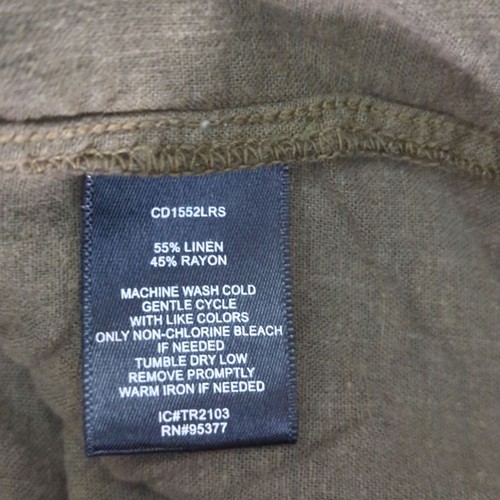 CD1552LRS
55% LINEN
45% RAYON
MACHINE WASH COLD
GENTLE CYCLE
WITH LIKE COLORS
ONLY NON-CHLORINE BLEACH
IF NEEDED
TUMBLE DRY LOW
REMOVE PROMPTLY
WARM IRON IF NEEDED
IC#TR2103
RN#95377